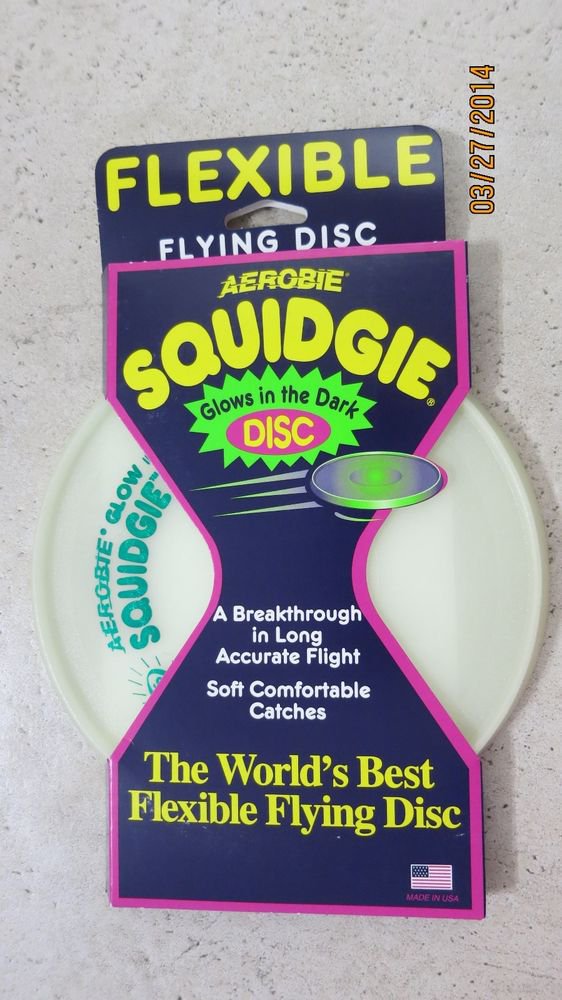 03/27/2014
FLEXIBLE
FLYING DISC
AEROBIE®
SQUIDGIE®
Glows in the Dark
DISC
AEROBIE® GLOW
SQUIDGIE™
A Breakthrough
in Long
Accurate Flight
Soft Comfortable
Catches
The World's Best
Flexible Flying Disc
MADE IN USA